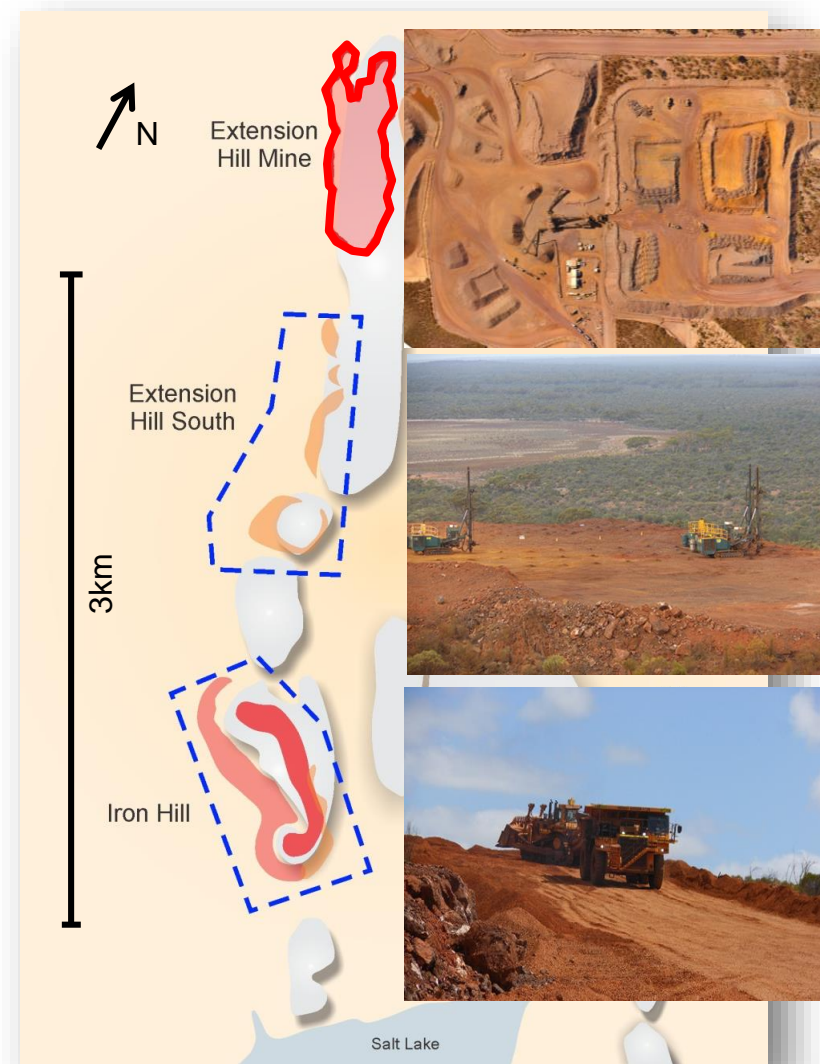 N
Extension
Hill Mine
Extension
Hill South
3km
Iron Hill
Salt Lake